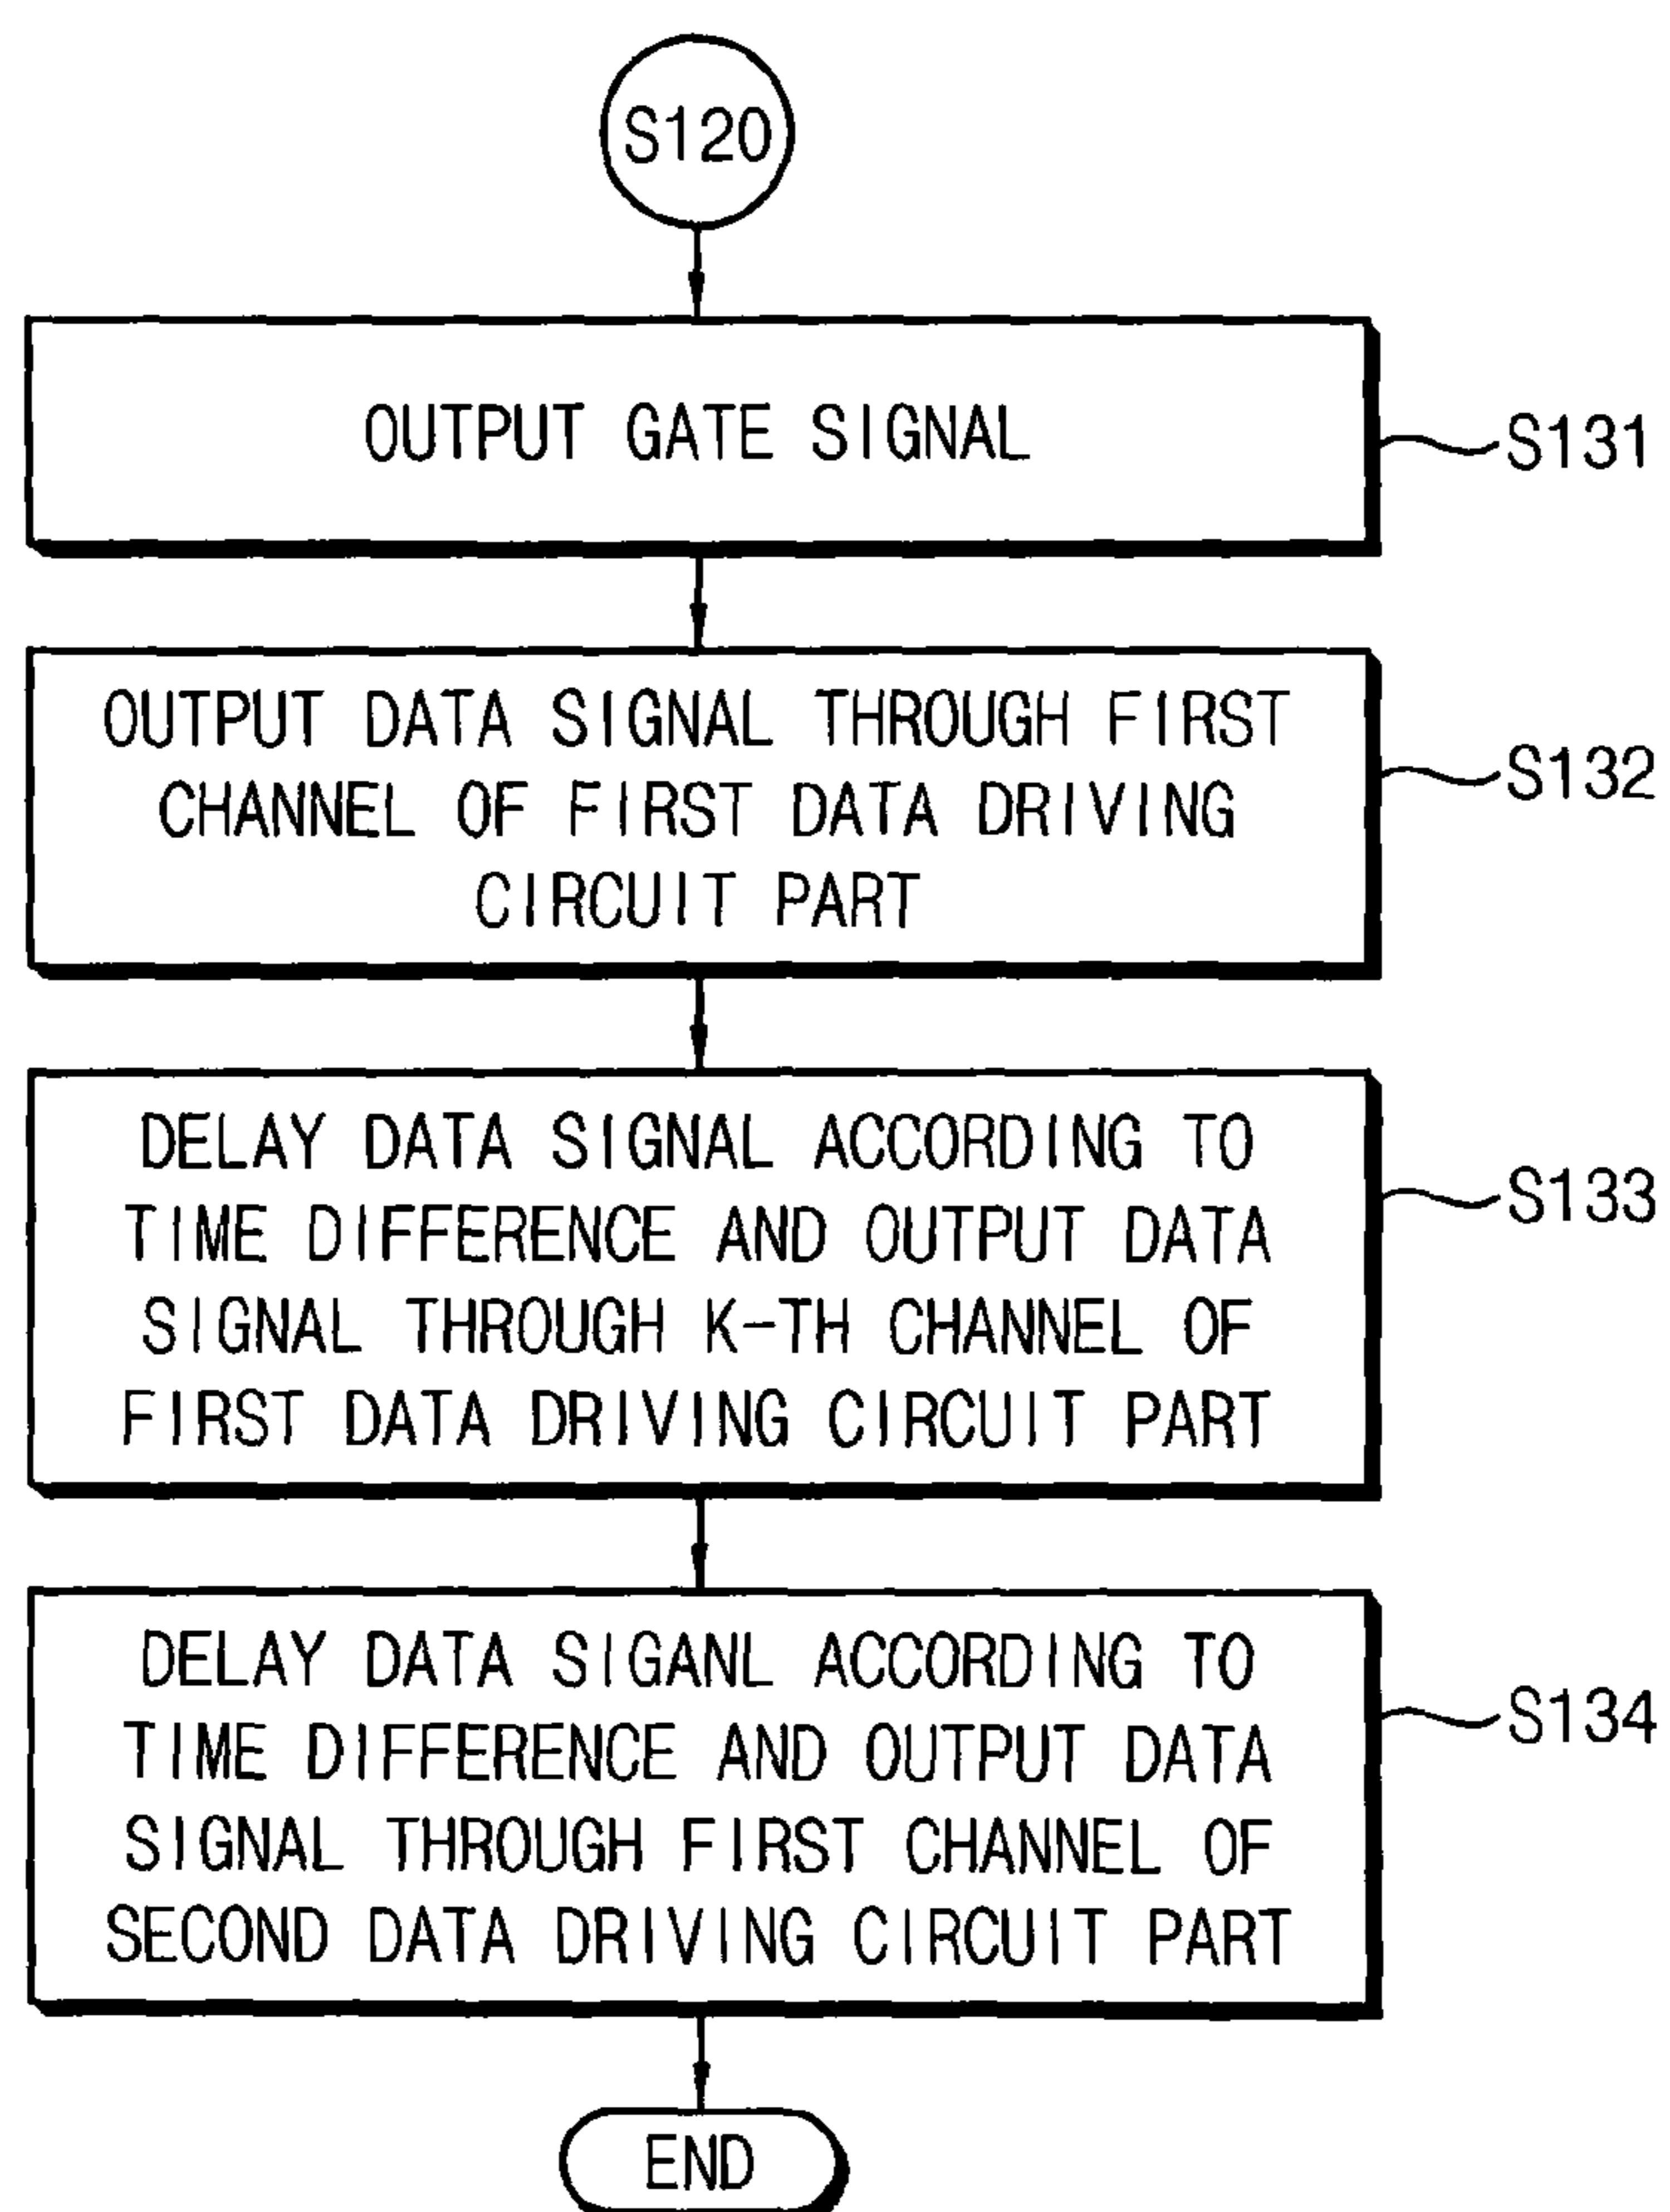 S120
OUTPUT GATE SIGNAL
S131
OUTPUT DATA SIGNAL THROUGH FIRST
CHANNEL OF FIRST DATA DRIVING
CIRCUIT PART
S132
DELAY DATA SIGNAL ACCORDING TO
TIME DIFFERENCE AND OUTPUT DATA
SIGNAL THROUGH K-TH CHANNEL OF
FIRST DATA DRIVING CIRCUIT PART
S133
DELAY DATA SIGANL ACCORDING TO
TIME DIFFERENCE AND OUTPUT DATA
SIGNAL THROUGH FIRST CHANNEL OF
SECOND DATA DRIVING CIRCUIT PART
S134
END